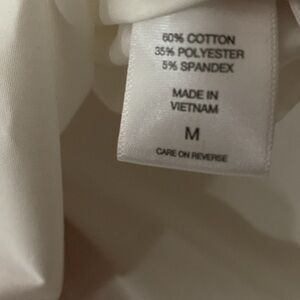 60% COTTON
35% POLYESTER
5% SPANDEX
MADE IN
VIETNAM
M
CARE ON REVERSE